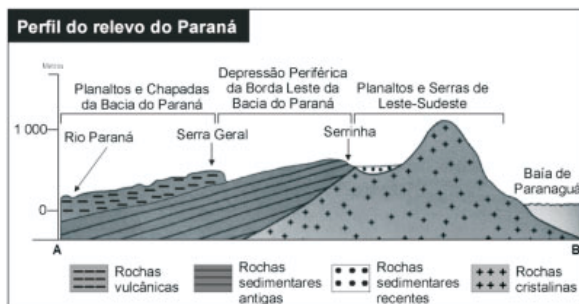 Perfil do relevo do Paraná
Metros
Planaltos e Chapadas
da Bacia do Paraná
Depressão Periférica
da Borda Leste da
Bacia do Paraná
Planaltos e Serras de
Leste-Sudeste
1 000
0
Rio Paraná
Serra Geral
Serrinha
Baía de
Paranaguá
A
B
Rochas
vulcânicas
Rochas
sedimentares
antigas
Rochas
sedimentares
recentes
Rochas
cristalinas